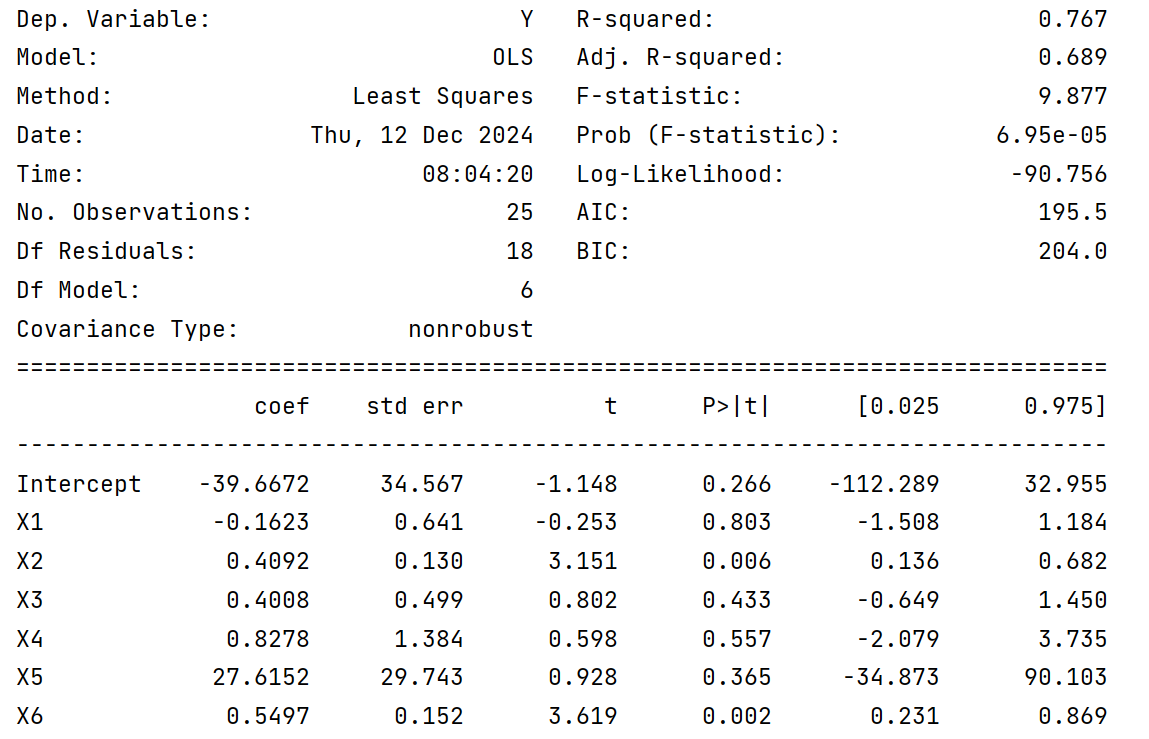 Dep. Variable:                      Y   R-squared:                       0.767
Model:                            OLS   Adj. R-squared:                  0.689
Method:                 Least Squares   F-statistic:                     9.877
Date:                Thu, 12 Dec 2024   Prob (F-statistic):           6.95e-05
Time:                        08:04:20   Log-Likelihood:                -90.756
No. Observations:                  25   AIC:                             195.5
Df Residuals:                      18   BIC:                             204.0
Df Model:                           6
Covariance Type:            nonrobust
==============================================================================
                 coef    std err          t      P>|t|      [0.025      0.975]
------------------------------------------------------------------------------
Intercept    -39.6672     34.567     -1.148      0.266    -112.289      32.955
X1            -0.1623      0.641     -0.253      0.803      -1.508       1.184
X2             0.4092      0.130      3.151      0.006       0.136       0.682
X3             0.4008      0.499      0.802      0.433      -0.649       1.450
X4             0.8278      1.384      0.598      0.557      -2.079       3.735
X5            27.6152     29.743      0.928      0.365     -34.873      90.103
X6             0.5497      0.152      3.619      0.002       0.231       0.869